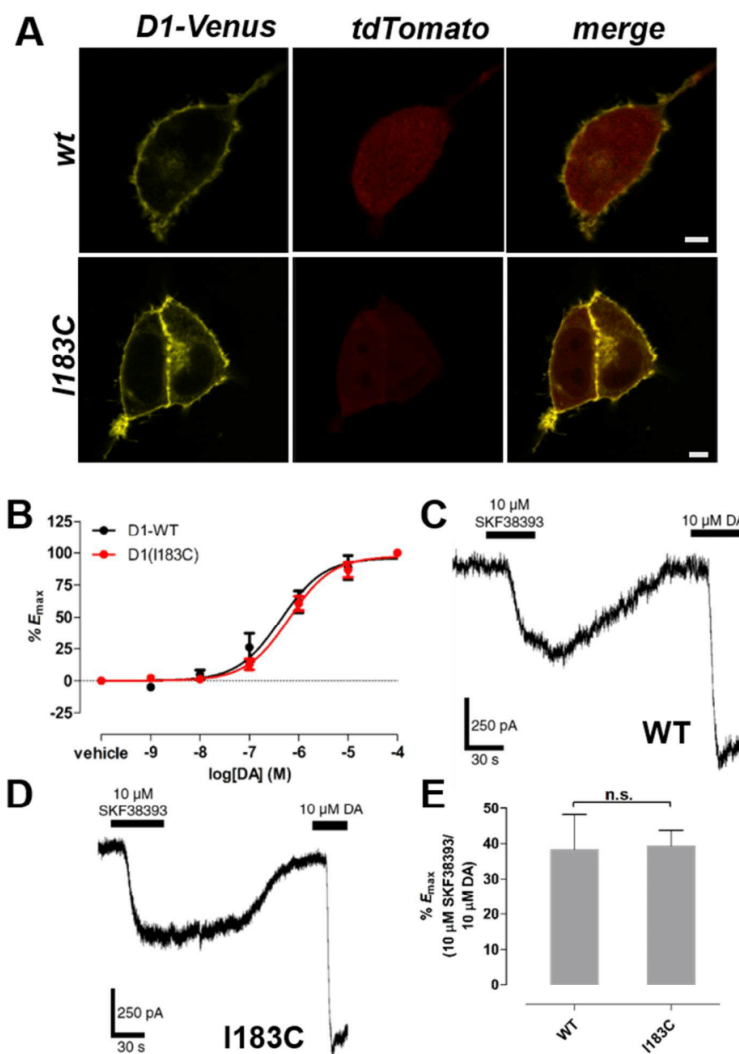 A
D1-Venus
tdTomato
merge
wt
I183C
B
D1-WT
D1(I183C)
125
100
75
50
25
0
-25
% Emax
vehicle
-9
-8
-7
-6
-5
-4
log[DA] (M)
C
10 µM
SKF38393
10 µM DA
250 pA
30 s
WT
D
10 µM
SKF38393
10 µM DA
250 pA
30 s
I183C
E
n.s.
50
40
30
20
10
0
% Emax
(10 µM SKF38393/
10 µM DA)
WT
I183C